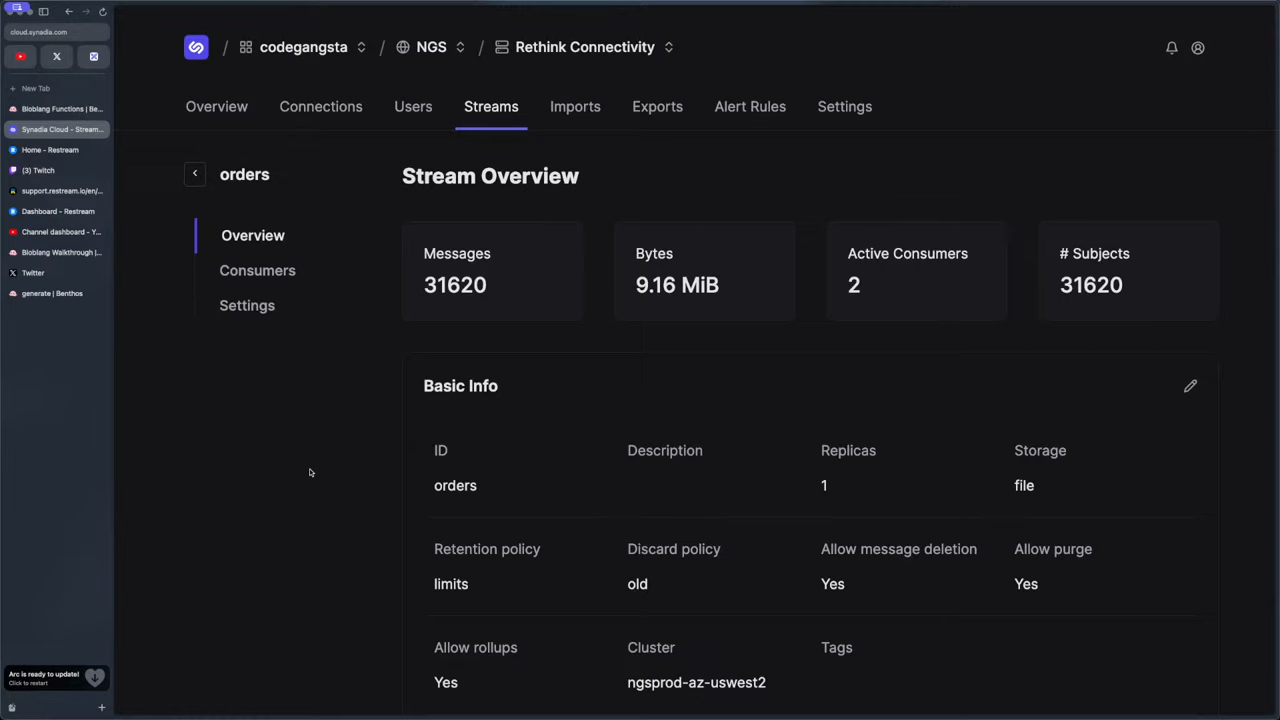 cloud.synadia.com
New Tab
Bloblang Functions | Be...
Synadia Cloud - Stream...
Home - Restream
(3) Twitch
support.restream.io/en/...
Dashboard - Restream
Channel dashboard - Y...
Bloblang Walkthrough |...
Twitter
generate | Benthos
Arc is ready to update!
Click to restart
/ codegangsta / NGS / Rethink Connectivity
Overview Connections Users Streams Imports Exports Alert Rules Settings
orders
Overview
Consumers
Settings
Stream Overview
Messages Bytes Active Consumers # Subjects
31620 9.16 MiB 2 31620
Basic Info
ID Description Replicas Storage
orders 1 file
Retention policy Discard policy Allow message deletion Allow purge
limits old Yes Yes
Allow rollups Cluster Tags
Yes ngsprod-az-uswest2